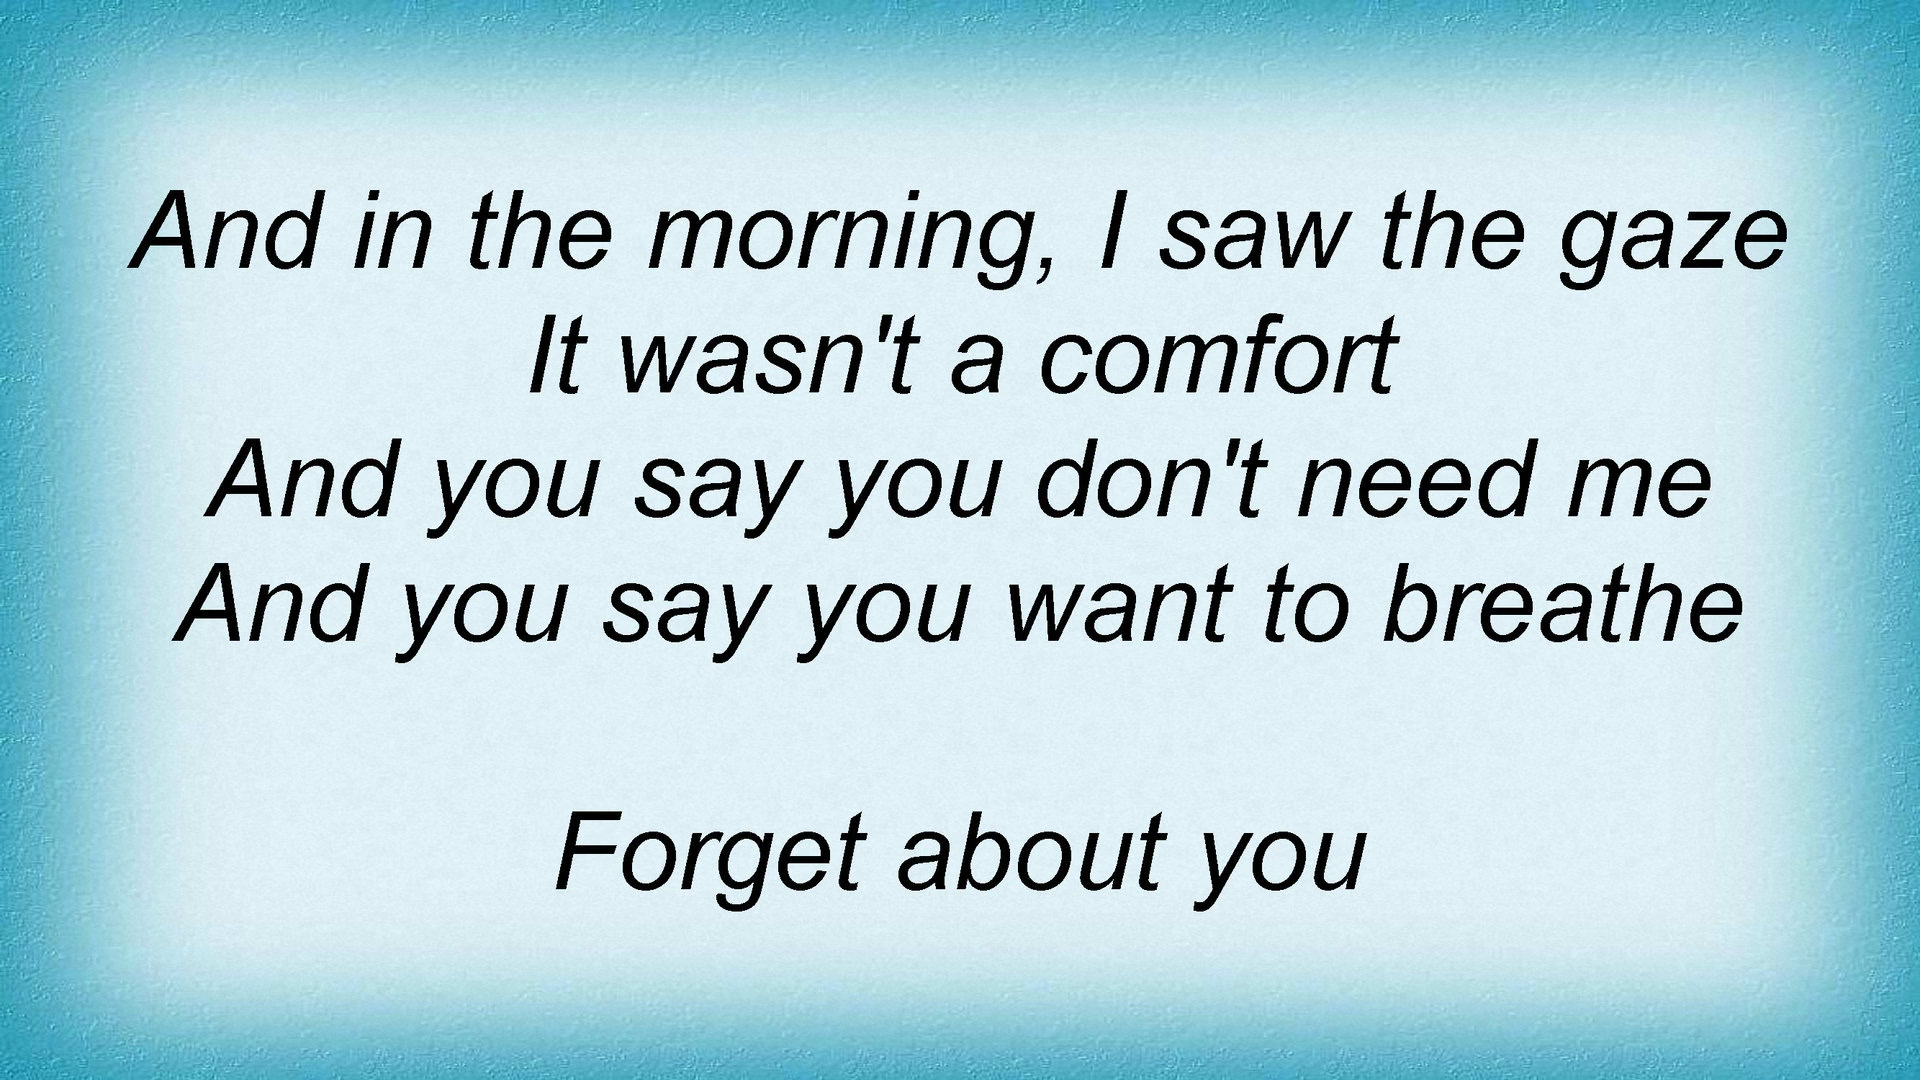 And in the morning, I saw the gaze
It wasn't a comfort
And you say you don't need me
And you say you want to breathe
Forget about you